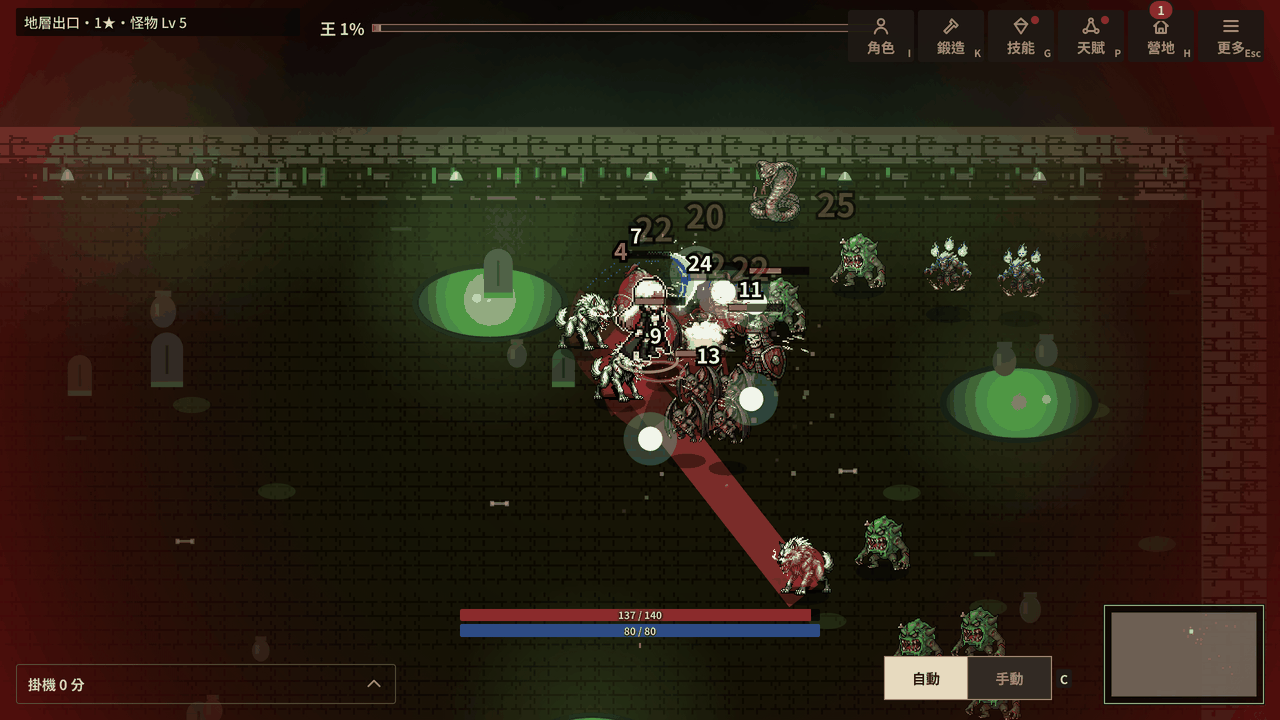 地層出口・1★・怪物 Lv 5
王 1%
角色 I
鍛造 K
技能 G
天賦 P
1
營地 H
更多 Esc
25
20
22
7
4
24
22
11
9
13
137 / 140
80 / 80
掛機 0 分
自動
手動
C